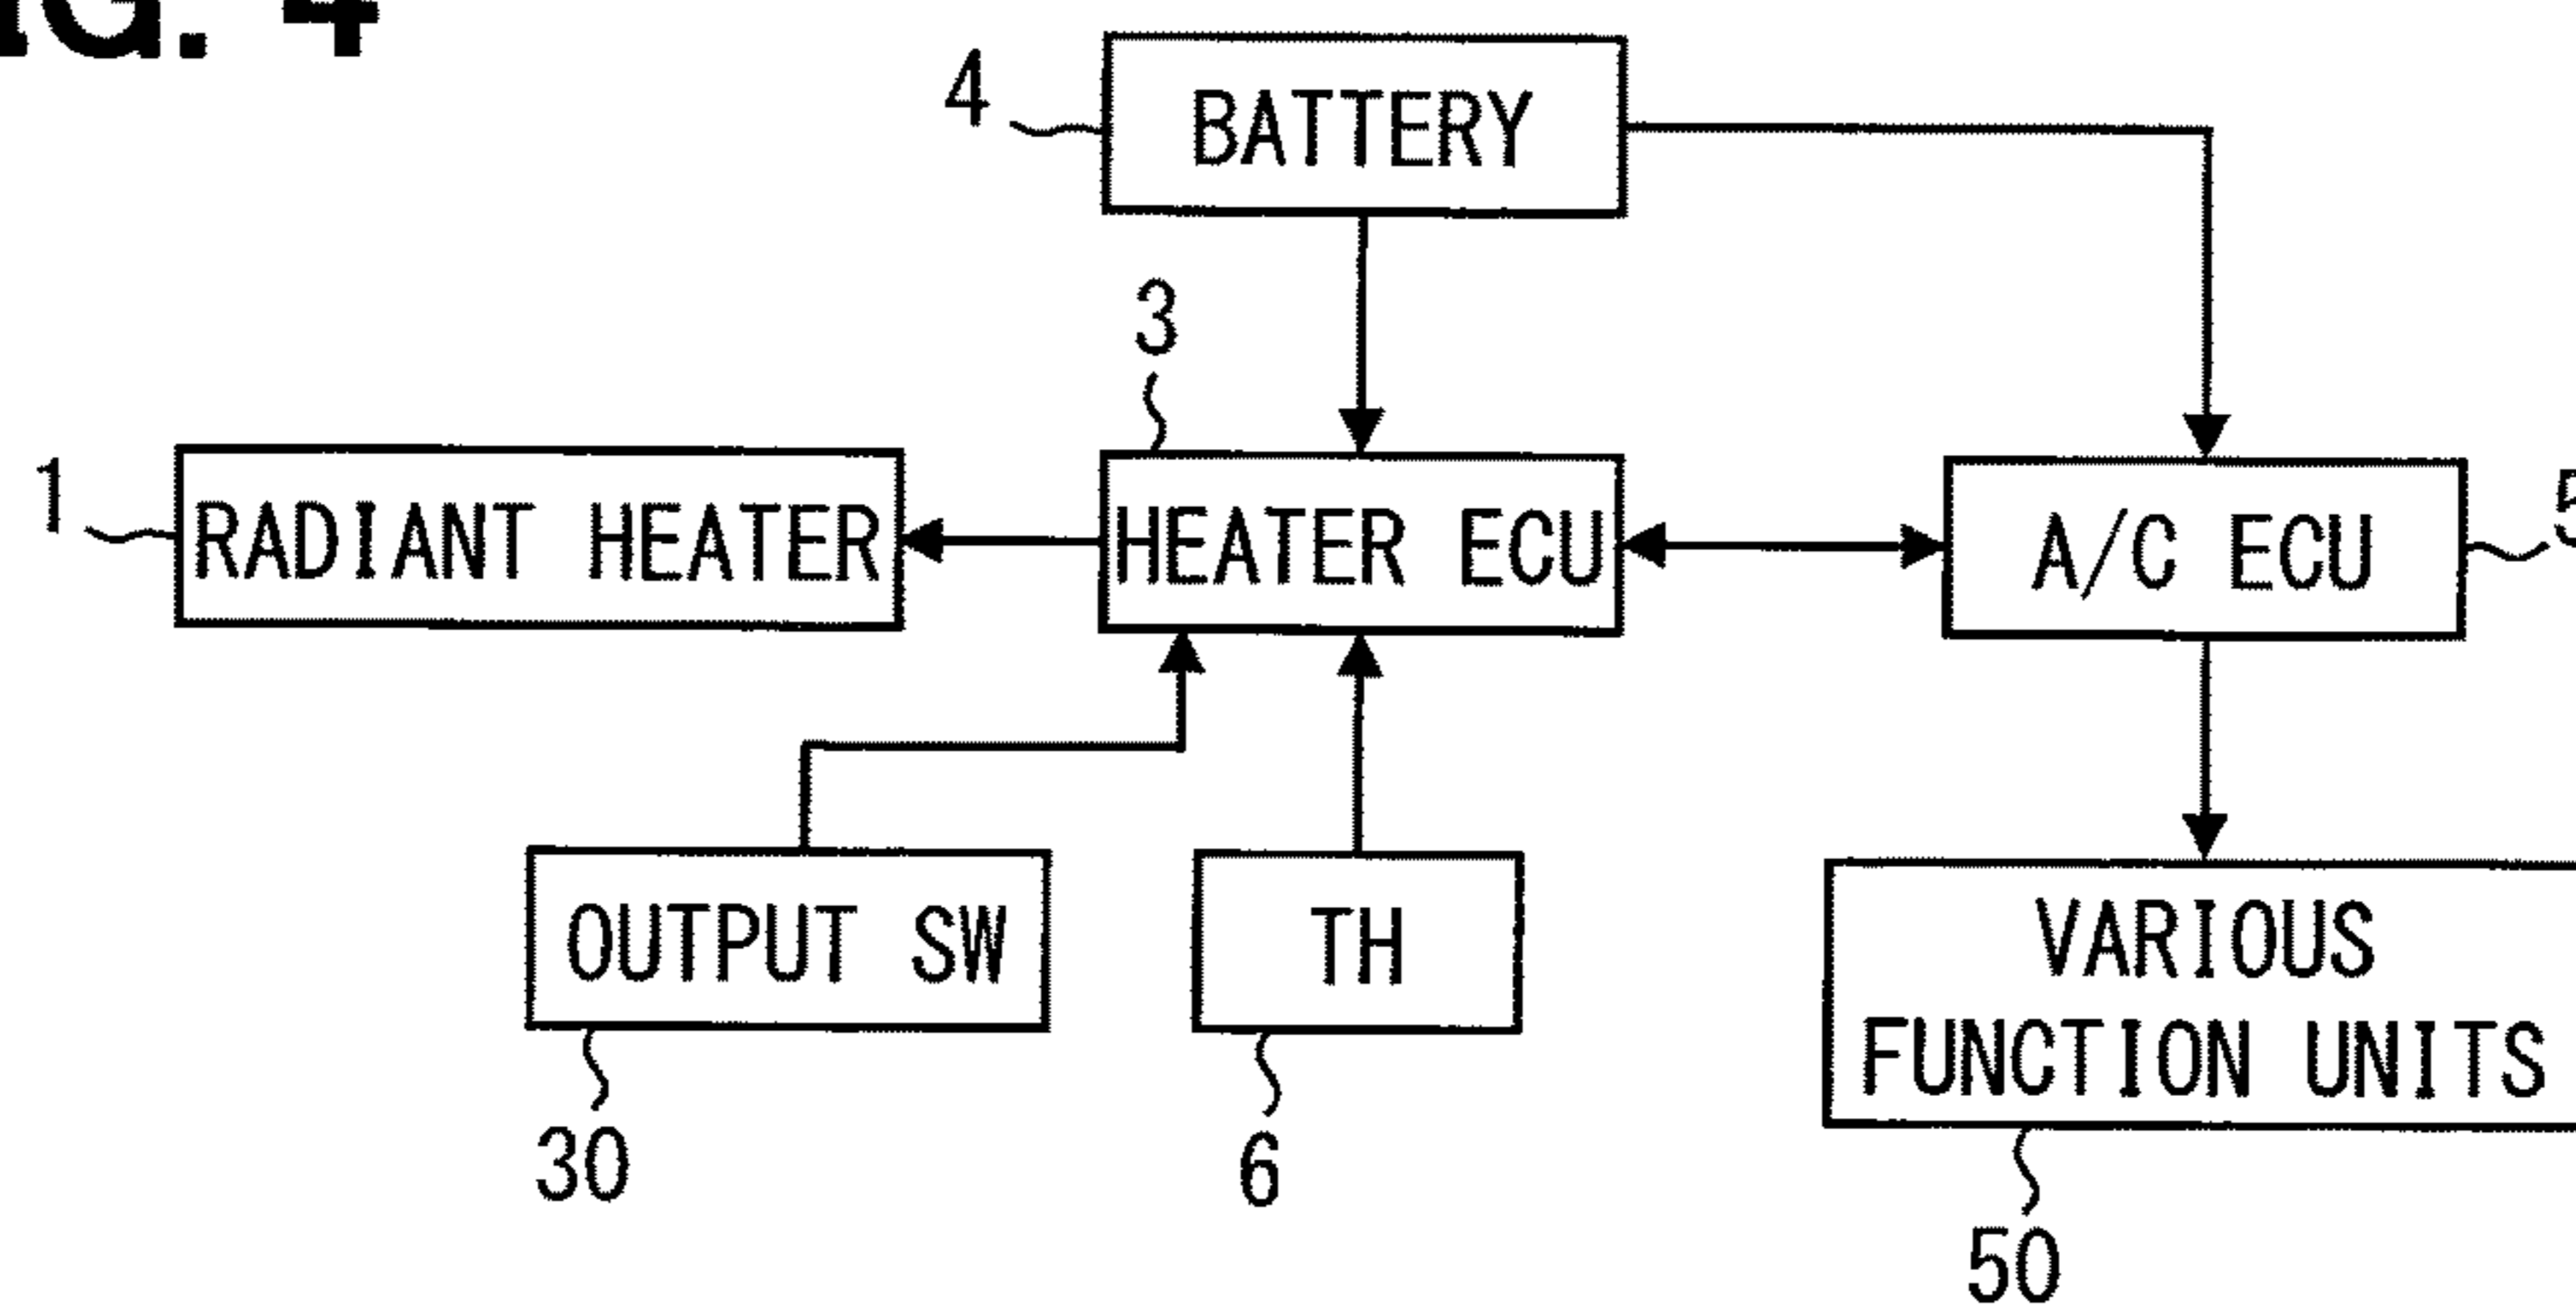 FIG. 4
4
BATTERY
3
1
RADIANT HEATER
HEATER ECU
A/C ECU
5
OUTPUT SW
TH
VARIOUS
FUNCTION UNITS
30
6
50